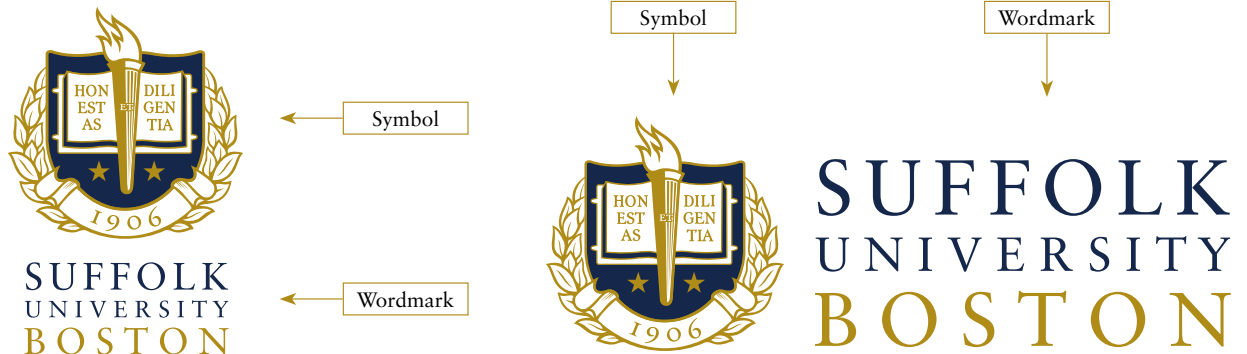 HON DILI
EST ET GEN
AS TIA
1906
Symbol
SUFFOLK
UNIVERSITY
BOSTON
Wordmark
Symbol
Wordmark
HON DILI
EST ET GEN
AS TIA
1906
SUFFOLK
UNIVERSITY
BOSTON